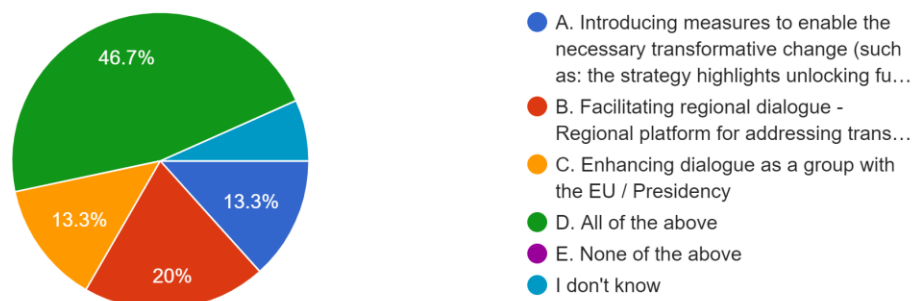 46.7%
13.3%
13.3%
20%
A. Introducing measures to enable the
necessary transformative change (such
as: the strategy highlights unlocking fu…
B. Facilitating regional dialogue -
Regional platform for addressing trans…
C. Enhancing dialogue as a group with
the EU / Presidency
D. All of the above
E. None of the above
I don't know